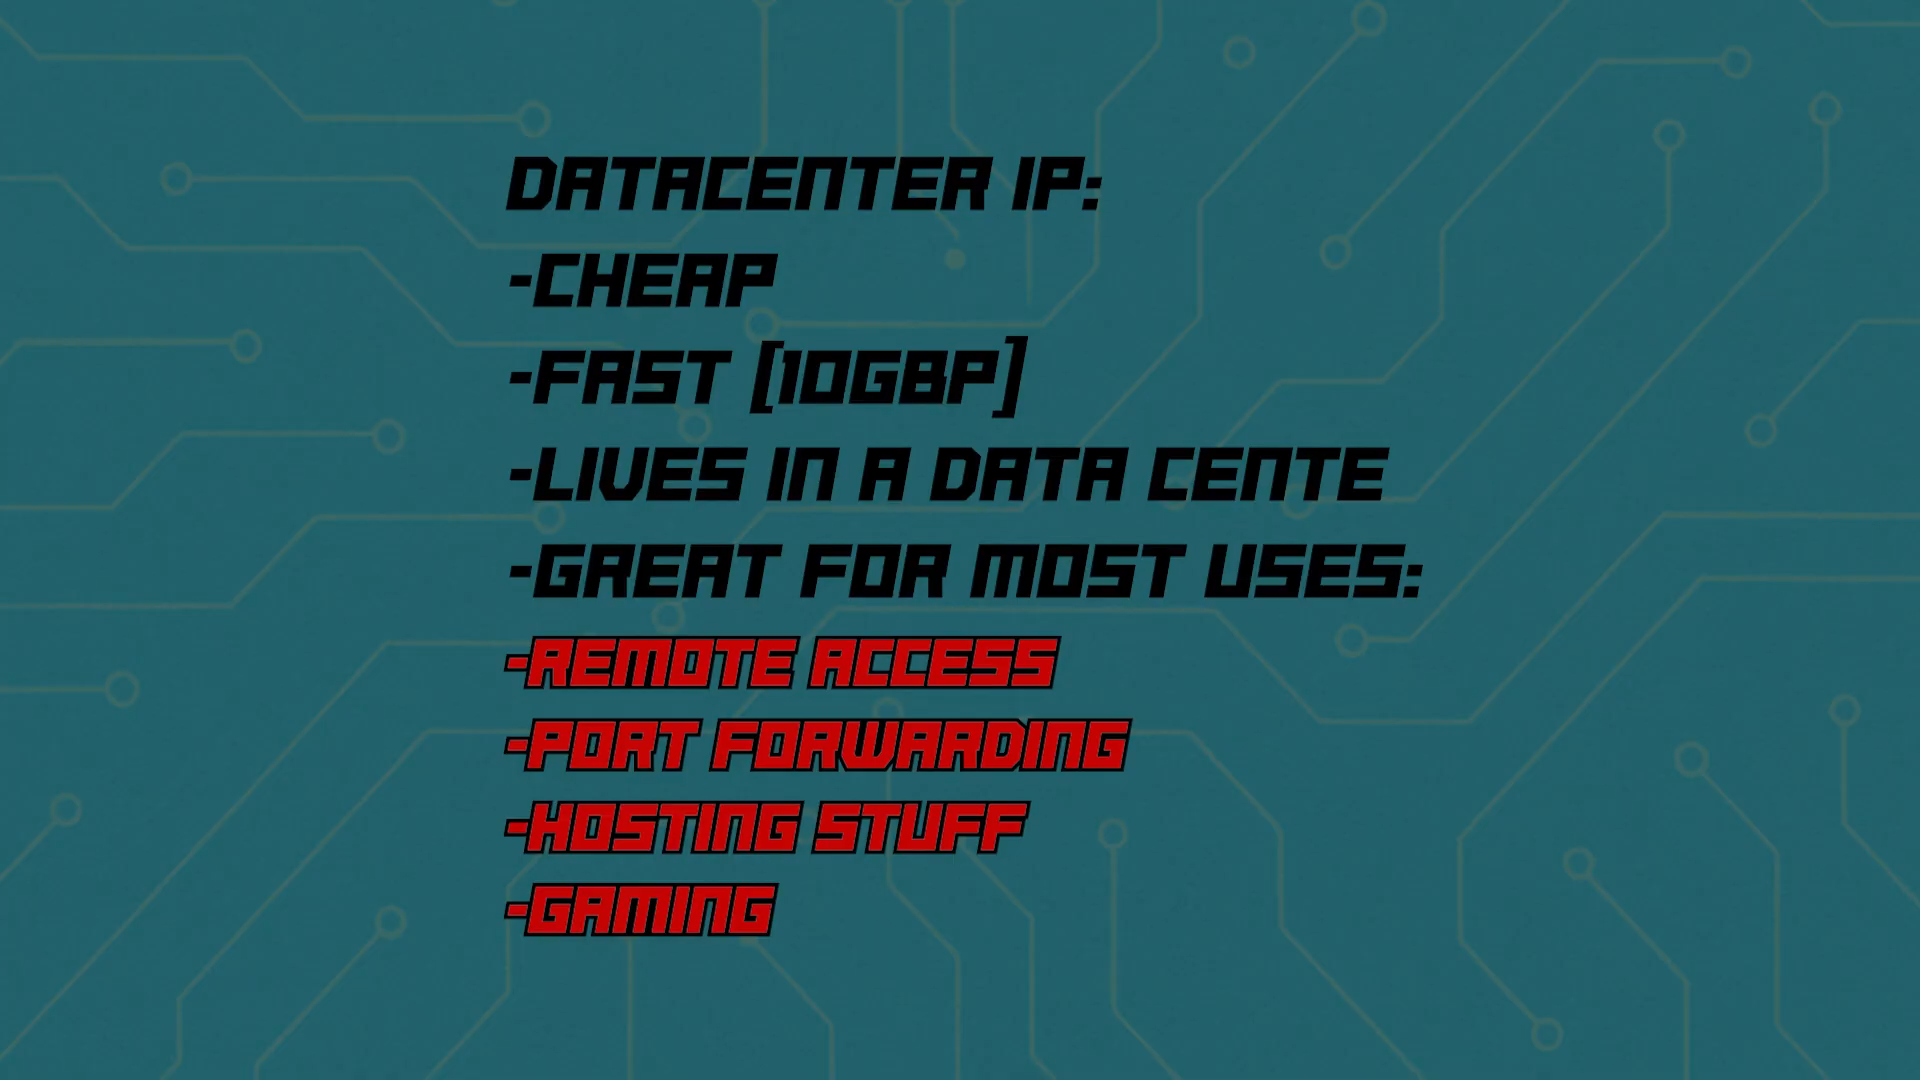 DATACENTER IP:
-CHEAP
-FAST [10GBP]
-LIVES IN A DATA CENTE
-GREAT FOR MOST USES:
-REMOTE ACCESS
-PORT FORWARDING
-HOSTING STUFF
-GAMING